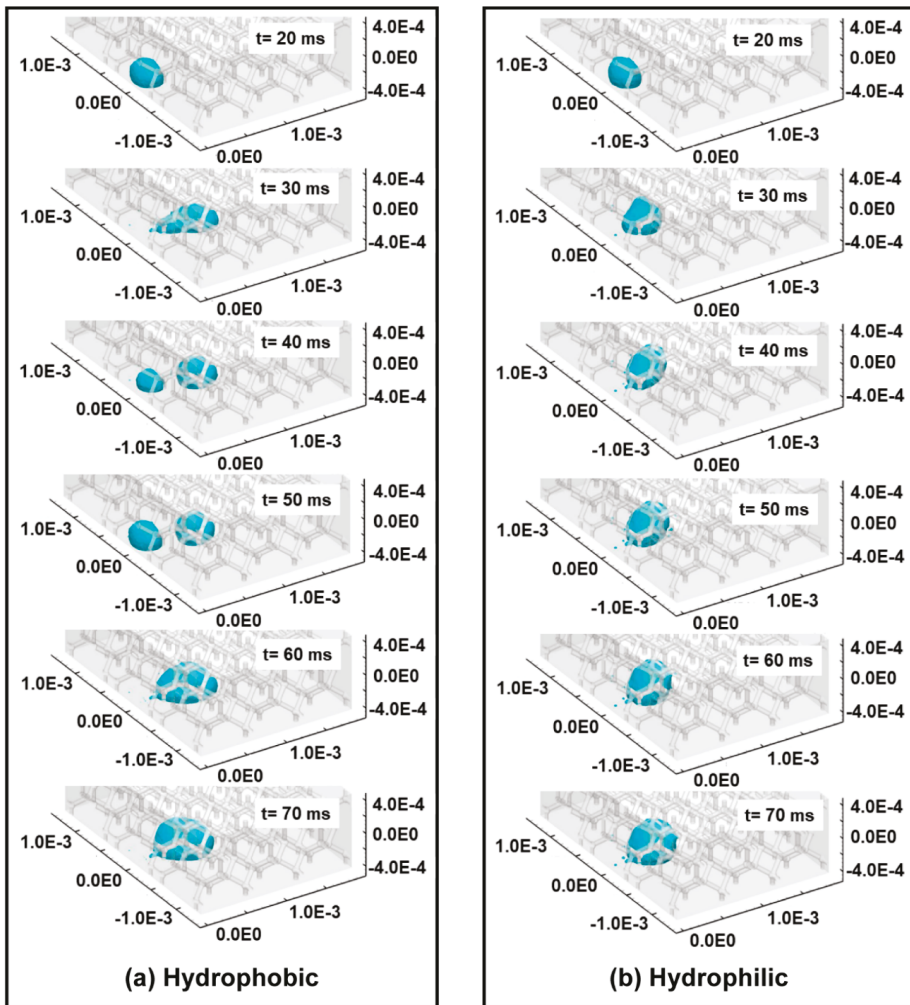 t= 20 ms
4.0E-4
0.0E0
-4.0E-4
1.0E-3
0.0E0
-1.0E-3
0.0E0
1.0E-3
t= 30 ms
4.0E-4
0.0E0
-4.0E-4
1.0E-3
0.0E0
-1.0E-3
0.0E0
1.0E-3
t= 40 ms
4.0E-4
0.0E0
-4.0E-4
1.0E-3
0.0E0
-1.0E-3
0.0E0
1.0E-3
t= 50 ms
4.0E-4
0.0E0
-4.0E-4
1.0E-3
0.0E0
-1.0E-3
0.0E0
1.0E-3
t= 60 ms
4.0E-4
0.0E0
-4.0E-4
1.0E-3
0.0E0
-1.0E-3
0.0E0
1.0E-3
t= 70 ms
4.0E-4
0.0E0
-4.0E-4
1.0E-3
0.0E0
-1.0E-3
0.0E0
1.0E-3
(a) Hydrophobic
t= 20 ms
4.0E-4
0.0E0
-4.0E-4
1.0E-3
0.0E0
-1.0E-3
0.0E0
1.0E-3
t= 30 ms
4.0E-4
0.0E0
-4.0E-4
1.0E-3
0.0E0
-1.0E-3
0.0E0
1.0E-3
t= 40 ms
4.0E-4
0.0E0
-4.0E-4
1.0E-3
0.0E0
-1.0E-3
0.0E0
1.0E-3
t= 50 ms
4.0E-4
0.0E0
-4.0E-4
1.0E-3
0.0E0
-1.0E-3
0.0E0
1.0E-3
t= 60 ms
4.0E-4
0.0E0
-4.0E-4
1.0E-3
0.0E0
-1.0E-3
0.0E0
1.0E-3
t= 70 ms
4.0E-4
0.0E0
-4.0E-4
1.0E-3
0.0E0
-1.0E-3
0.0E0
1.0E-3
(b) Hydrophilic